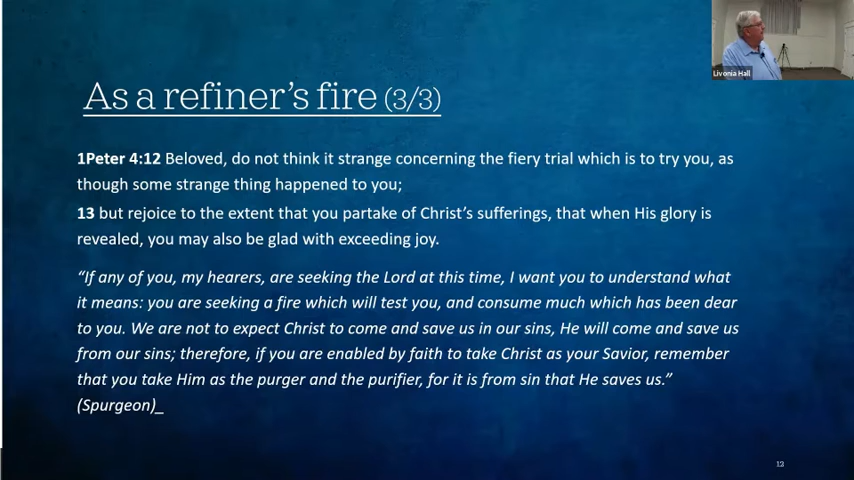 Livonia Hall
As a refiner's fire (3/3)
1Peter 4:12 Beloved, do not think it strange concerning the fiery trial which is to try you, as
though some strange thing happened to you;
13 but rejoice to the extent that you partake of Christ's sufferings, that when His glory is
revealed, you may also be glad with exceeding joy.
“If any of you, my hearers, are seeking the Lord at this time, I want you to understand what
it means: you are seeking a fire which will test you, and consume much which has been dear
to you. We are not to expect Christ to come and save us in our sins, He will come and save us
from our sins; therefore, if you are enabled by faith to take Christ as your Savior, remember
that you take Him as the purger and the purifier, for it is from sin that He saves us.”
(Spurgeon)_
12